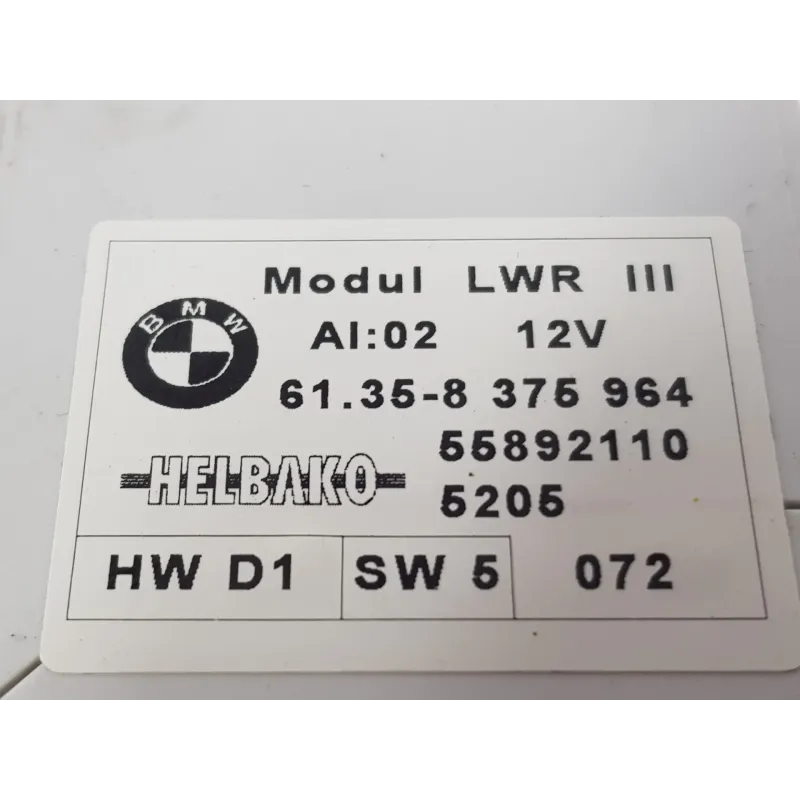 Modul LWR III
BMW
AI:02 12V
61.35-8 375 964
55892110
HELBAKO
5205
HW D1 SW 5 072